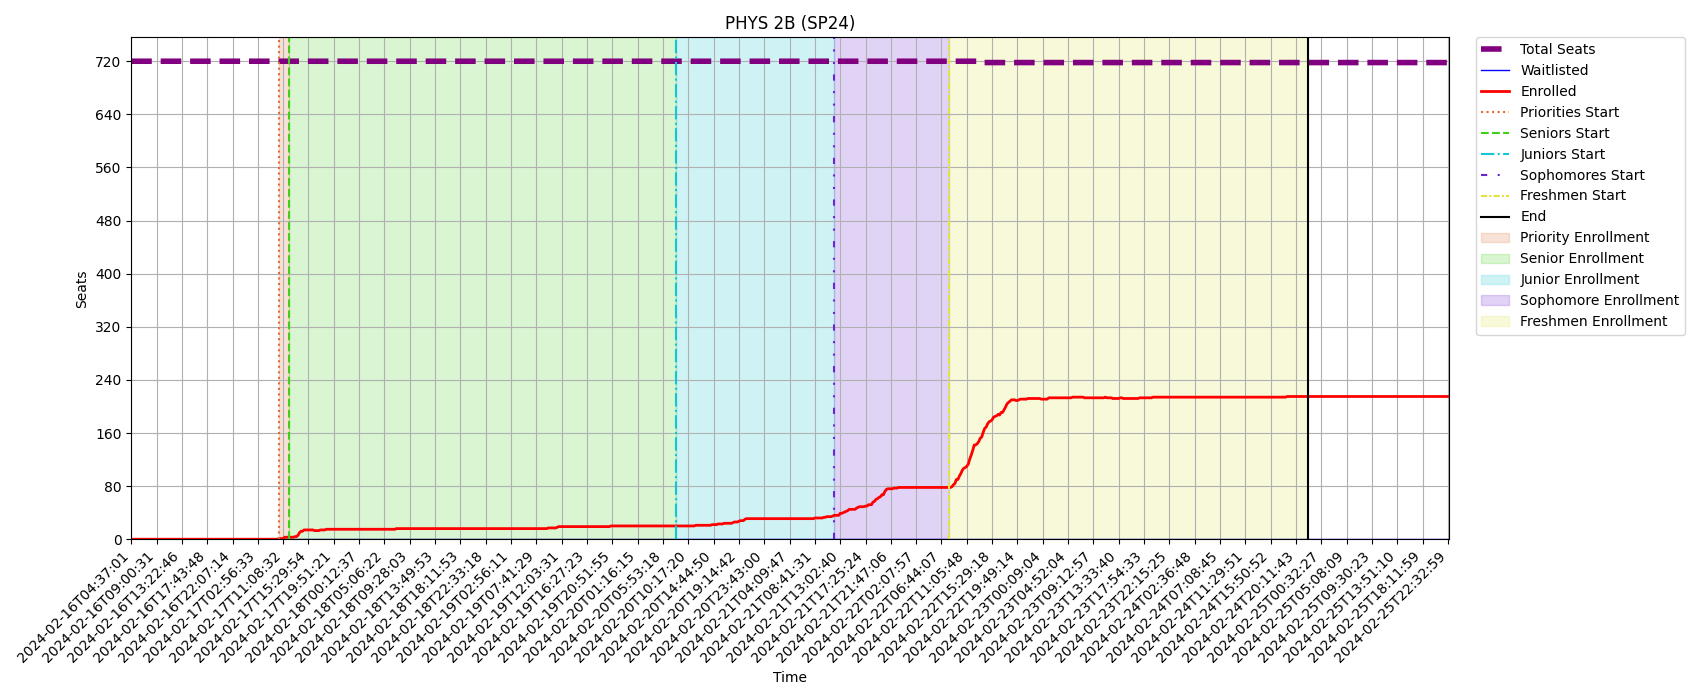 PHYS 2B (SP24)
Seats
720
640
560
480
400
320
240
160
80
0
2024-02-16T04:37:01
2024-02-16T09:00:31
2024-02-16T13:22:46
2024-02-16T17:43:48
2024-02-16T22:07:14
2024-02-17T02:56:33
2024-02-17T11:08:32
2024-02-17T15:29:54
2024-02-17T19:51:21
2024-02-18T00:12:37
2024-02-18T05:06:22
2024-02-18T09:28:03
2024-02-18T13:49:53
2024-02-18T18:11:53
2024-02-18T22:33:18
2024-02-19T02:56:11
2024-02-19T07:41:29
2024-02-19T12:03:31
2024-02-19T16:27:23
2024-02-19T20:51:55
2024-02-20T01:16:15
2024-02-20T05:53:18
2024-02-20T10:17:20
2024-02-20T14:44:50
2024-02-20T19:14:42
2024-02-20T23:43:00
2024-02-21T04:09:47
2024-02-21T08:41:31
2024-02-21T13:02:40
2024-02-21T17:25:24
2024-02-21T21:47:06
2024-02-22T02:07:57
2024-02-22T06:44:07
2024-02-22T11:05:48
2024-02-22T15:29:18
2024-02-22T19:49:14
2024-02-23T00:09:04
2024-02-23T04:52:04
2024-02-23T09:12:57
2024-02-23T13:33:40
2024-02-23T17:54:33
2024-02-23T22:15:25
2024-02-24T02:36:48
2024-02-24T07:08:45
2024-02-24T11:29:51
2024-02-24T15:50:52
2024-02-24T20:11:43
2024-02-25T00:32:27
2024-02-25T05:08:09
2024-02-25T09:30:23
2024-02-25T13:51:10
2024-02-25T18:11:59
2024-02-25T22:32:59
Time
Total Seats
Waitlisted
Enrolled
Priorities Start
Seniors Start
Juniors Start
Sophomores Start
Freshmen Start
End
Priority Enrollment
Senior Enrollment
Junior Enrollment
Sophomore Enrollment
Freshmen Enrollment